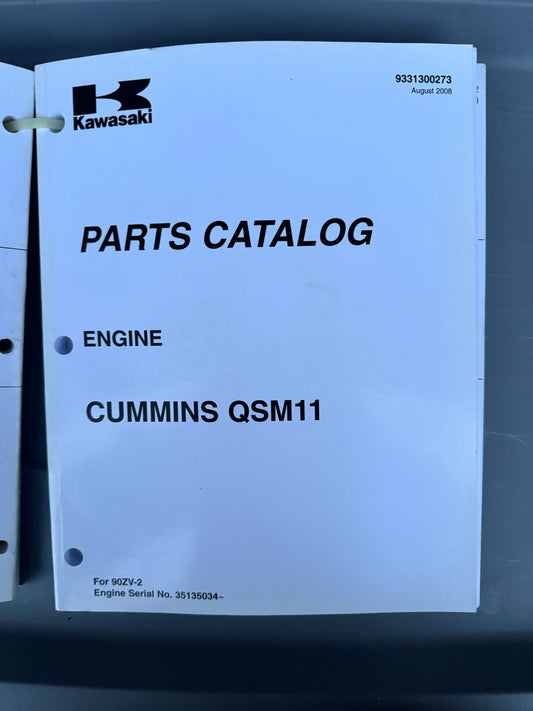 9331300273
August 2008
Kawasaki
PARTS CATALOG
ENGINE
CUMMINS QSM11
For 90ZV-2
Engine Serial No. 35135034~